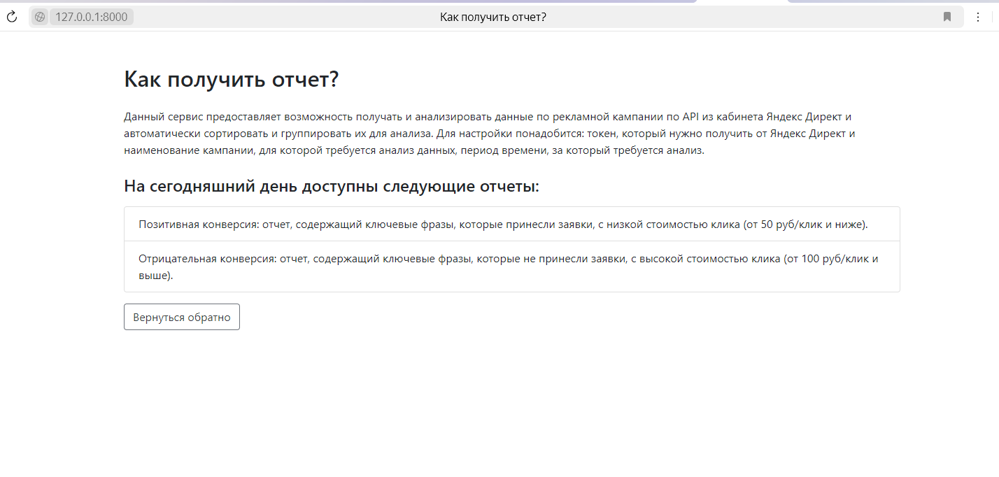 127.0.0.1:8000
Как получить отчет?
Как получить отчет?
Данный сервис предоставляет возможность получать и анализировать данные по рекламной кампании по API из кабинета Яндекс Директ и
автоматически сортировать и группировать их для анализа. Для настройки понадобится: токен, который нужно получить от Яндекс Директ и
наименование кампании, для которой требуется анализ данных, период времени, за который требуется анализ.
На сегодняшний день доступны следующие отчеты:
Позитивная конверсия: отчет, содержащий ключевые фразы, которые принесли заявки, с низкой стоимостью клика (от 50 руб/клик и ниже).
Отрицательная конверсия: отчет, содержащий ключевые фразы, которые не принесли заявки, с высокой стоимостью клика (от 100 руб/клик и
выше).
Вернуться обратно